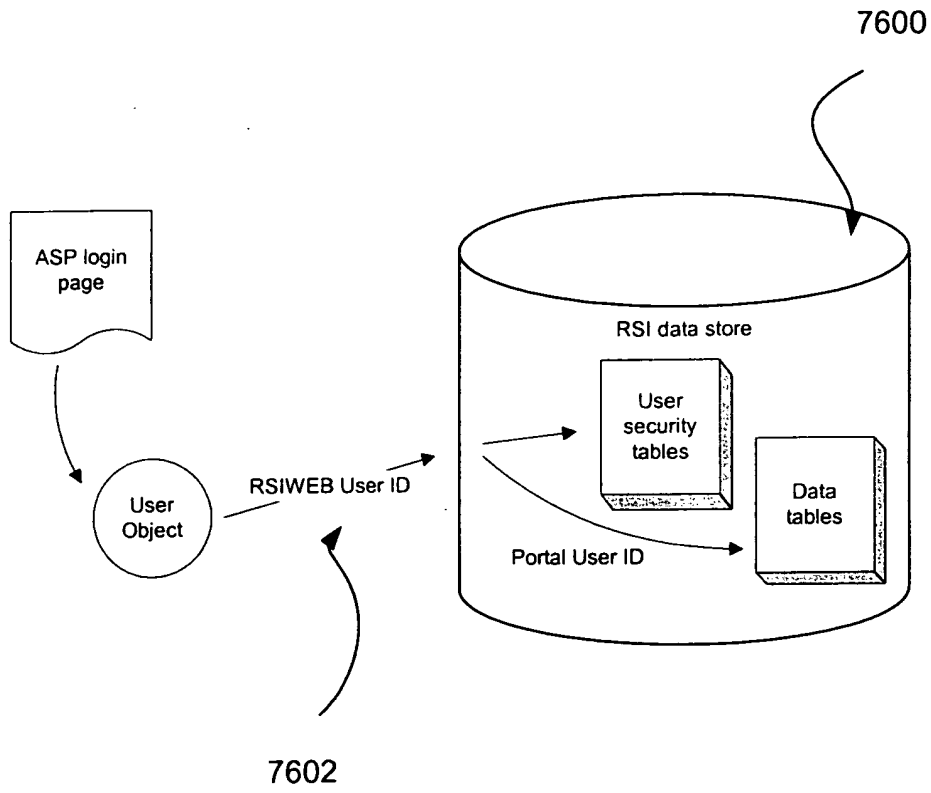 7600
ASP login
page
RSI data store
User
security
tables
RSIWEB User ID
User
Object
Data
tables
Portal User ID
7602